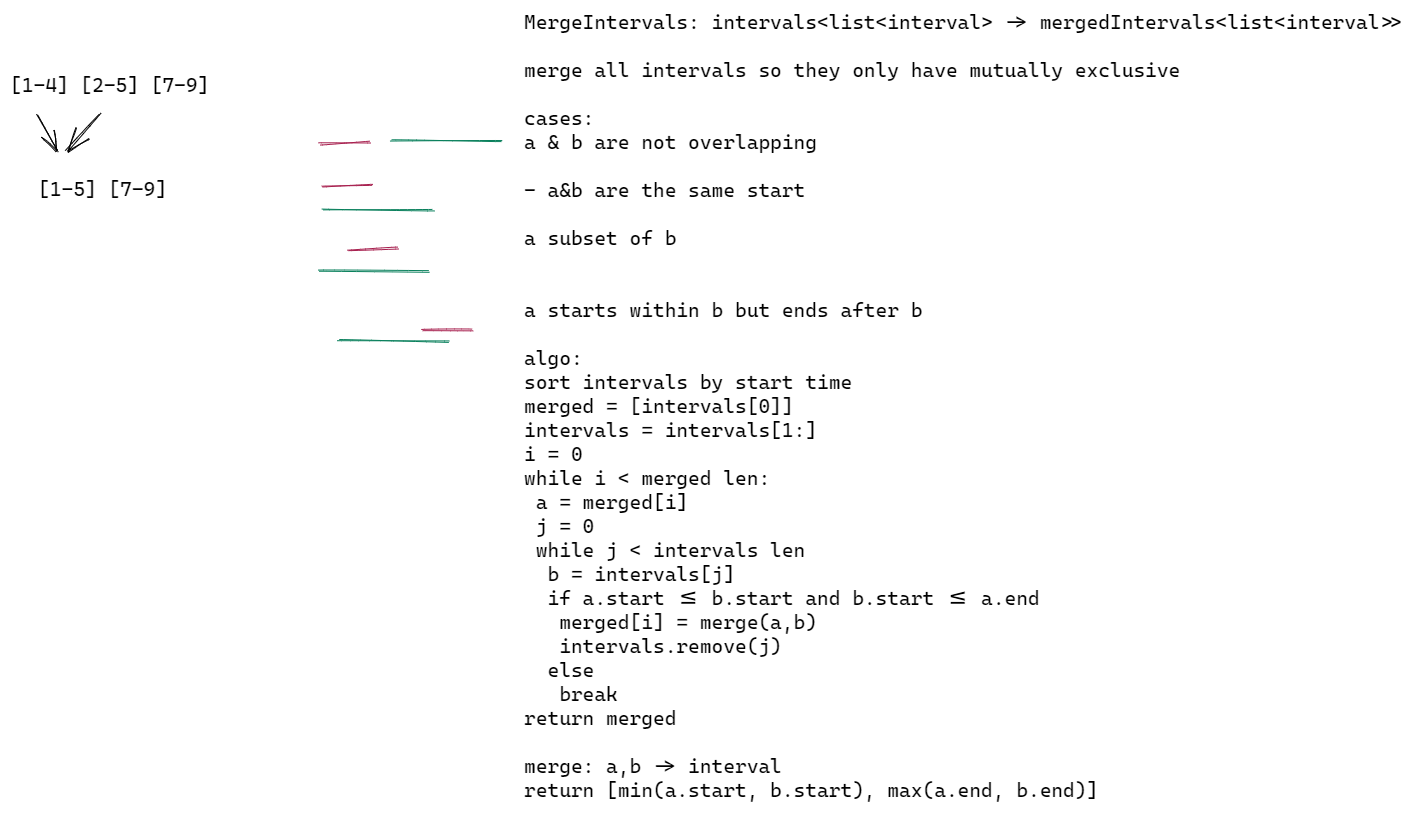 [1-4] [2-5] [7-9]
[1-5] [7-9]
MergeIntervals: intervals<list<interval> -> mergedIntervals<list<interval>>
merge all intervals so they only have mutually exclusive
cases:
a & b are not overlapping
- a&b are the same start
a subset of b
a starts within b but ends after b
algo:
sort intervals by start time
merged = [intervals[0]]
intervals = intervals[1:]
i = 0
while i < merged len:
a = merged[i]
j = 0
while j < intervals len
b = intervals[j]
if a.start <= b.start and b.start <= a.end
merged[i] = merge(a,b)
intervals.remove(j)
else
break
return merged
merge: a,b -> interval
return [min(a.start, b.start), max(a.end, b.end)]